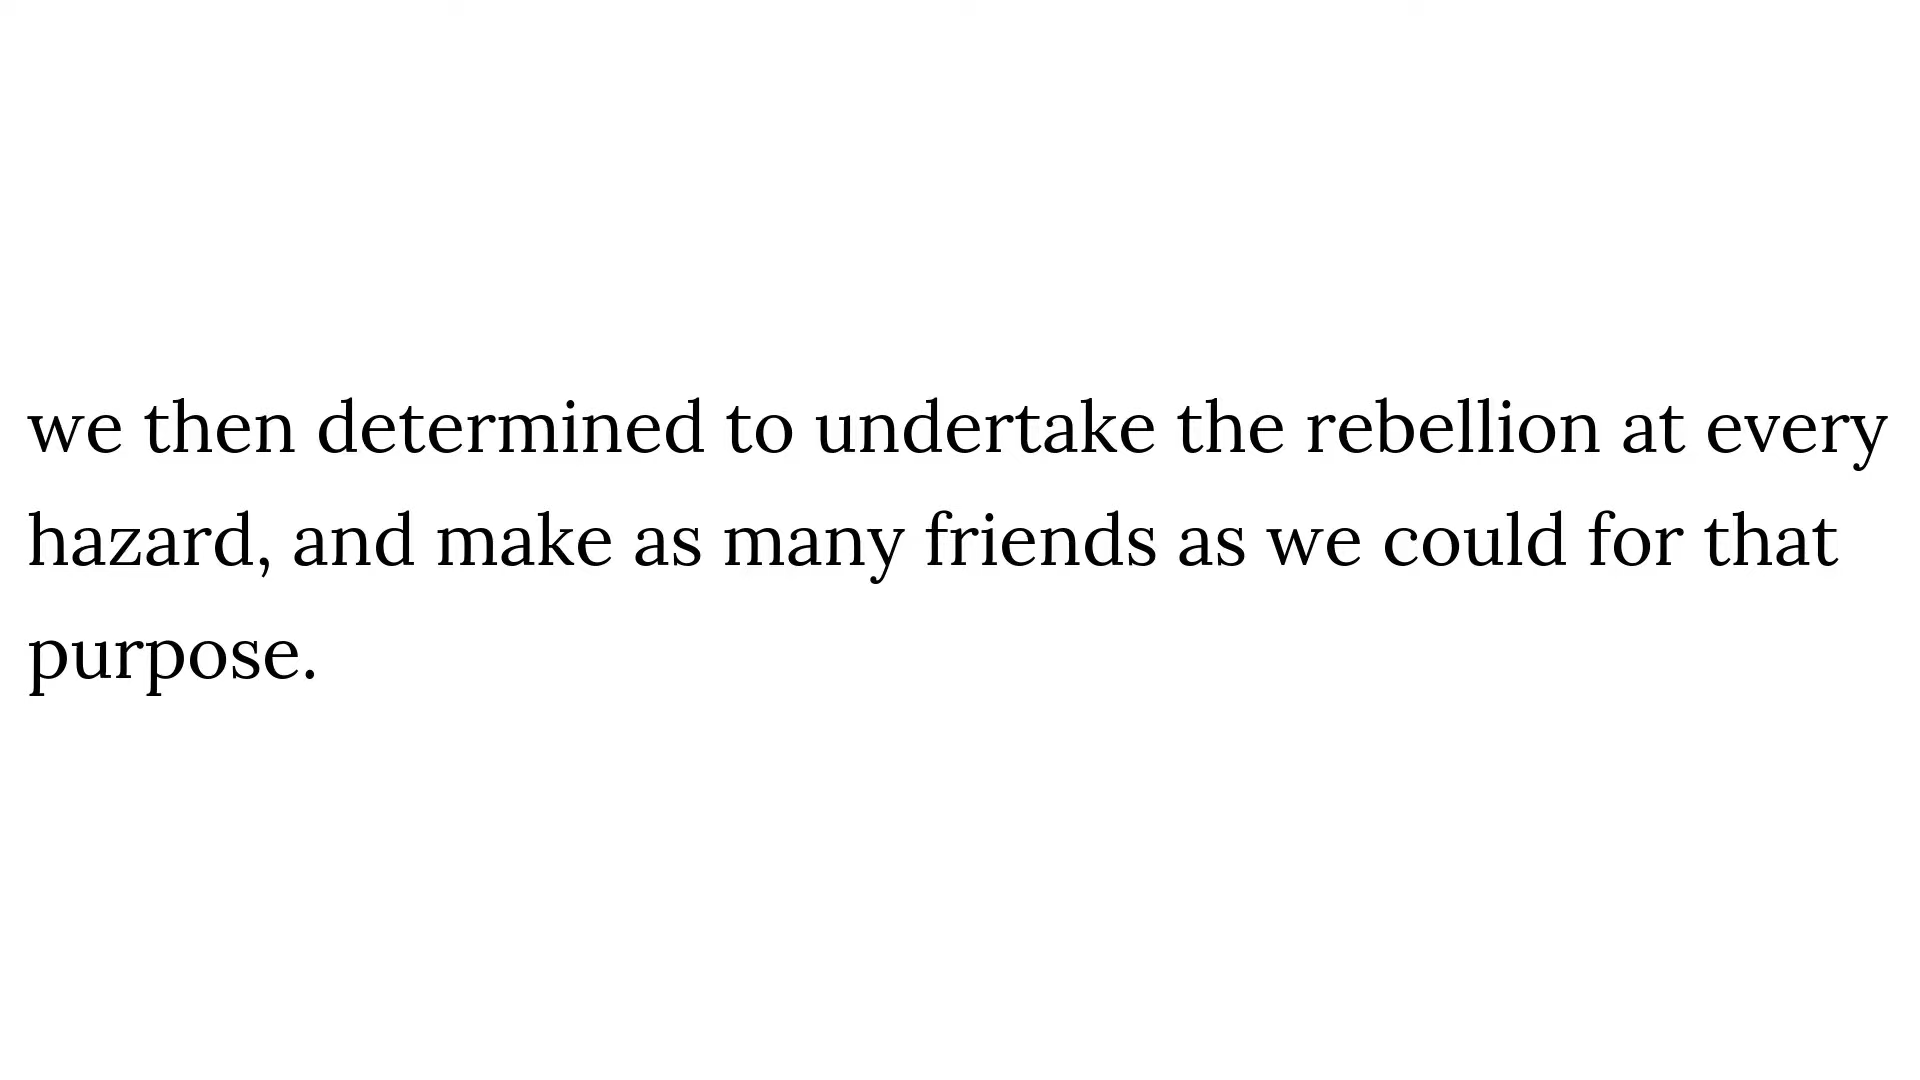 we then determined to undertake the rebellion at every
hazard, and make as many friends as we could for that
purpose.